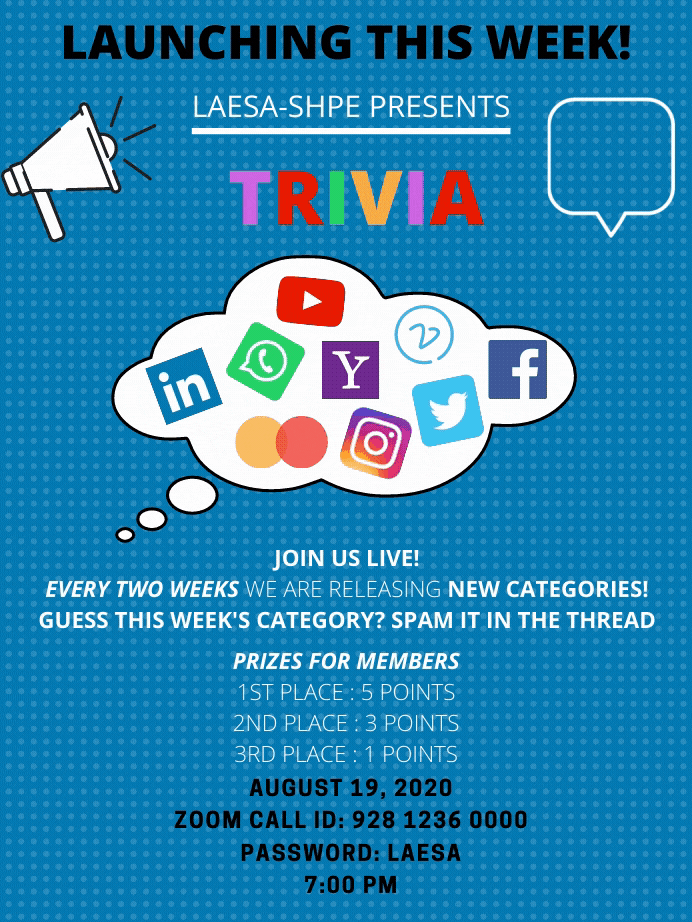 LAUNCHING THIS WEEK!
LAESA-SHPE PRESENTS
TRIVIA
in
Y
f
JOIN US LIVE!
EVERY TWO WEEKS WE ARE RELEASING NEW CATEGORIES!
GUESS THIS WEEK'S CATEGORY? SPAM IT IN THE THREAD
PRIZES FOR MEMBERS
1ST PLACE : 5 POINTS
2ND PLACE : 3 POINTS
3RD PLACE : 1 POINTS
AUGUST 19, 2020
ZOOM CALL ID: 928 1236 0000
PASSWORD: LAESA
7:00 PM